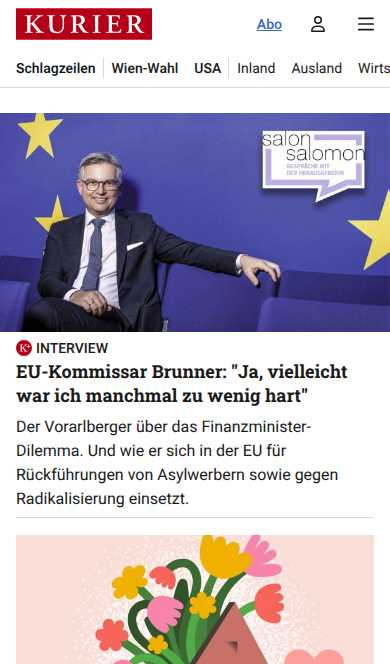 KURIER
Abo
Schlagzeilen Wien-Wahl USA Inland Ausland Wirts
salon
salomon
GESPRÄCHE MIT
DER HERAUSGEBERIN
K+ INTERVIEW
EU-Kommissar Brunner: "Ja, vielleicht
war ich manchmal zu wenig hart"
Der Vorarlberger über das Finanzminister-
Dilemma. Und wie er sich in der EU für
Rückführungen von Asylwerbern sowie gegen
Radikalisierung einsetzt.